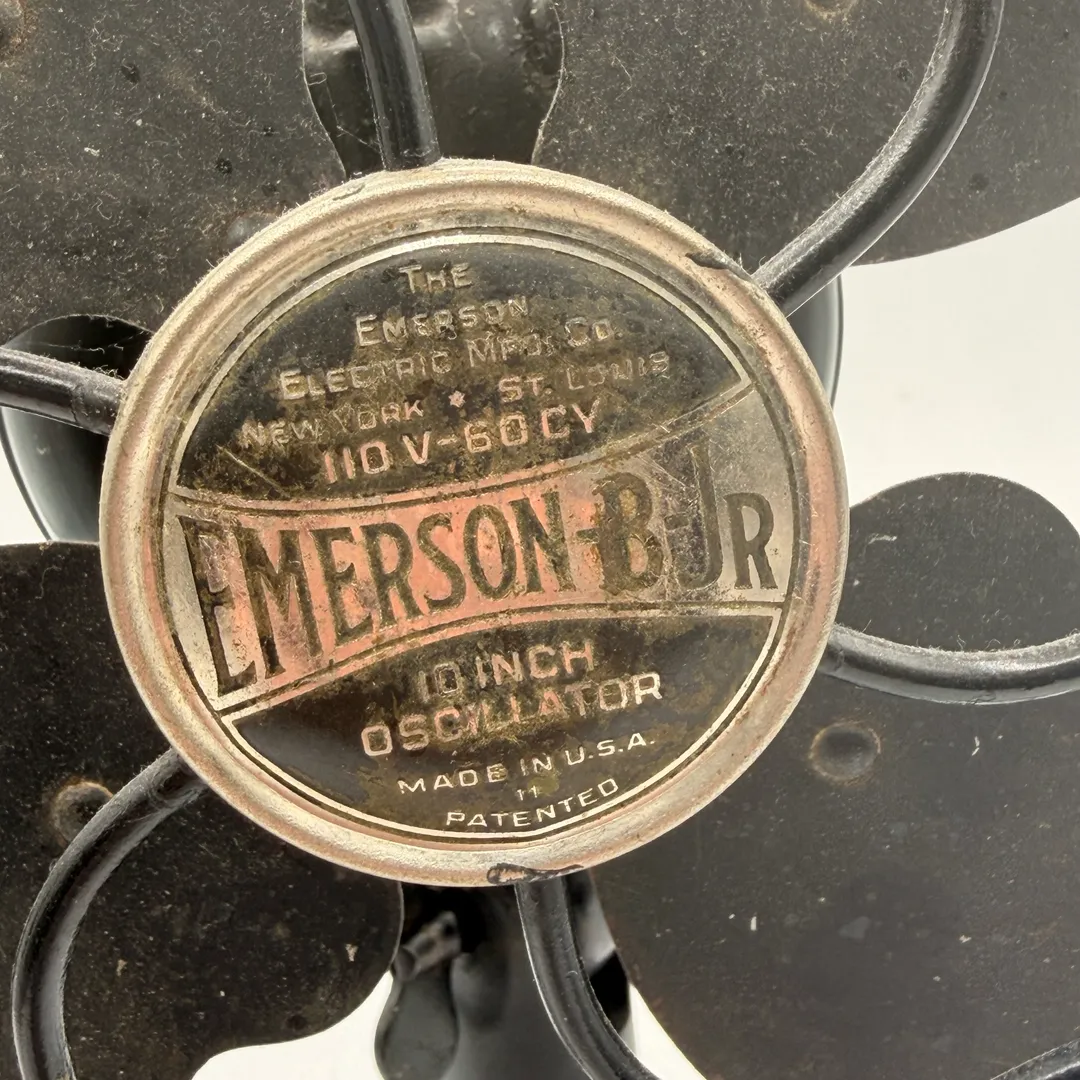 THE
EMERSON
ELECTRIC MFG. CO.
NEW YORK * ST. LOUIS
110 V-60 CY
EMERSON-B-JR
10 INCH
OSCILLATOR
MADE IN U.S.A.
11
PATENTED